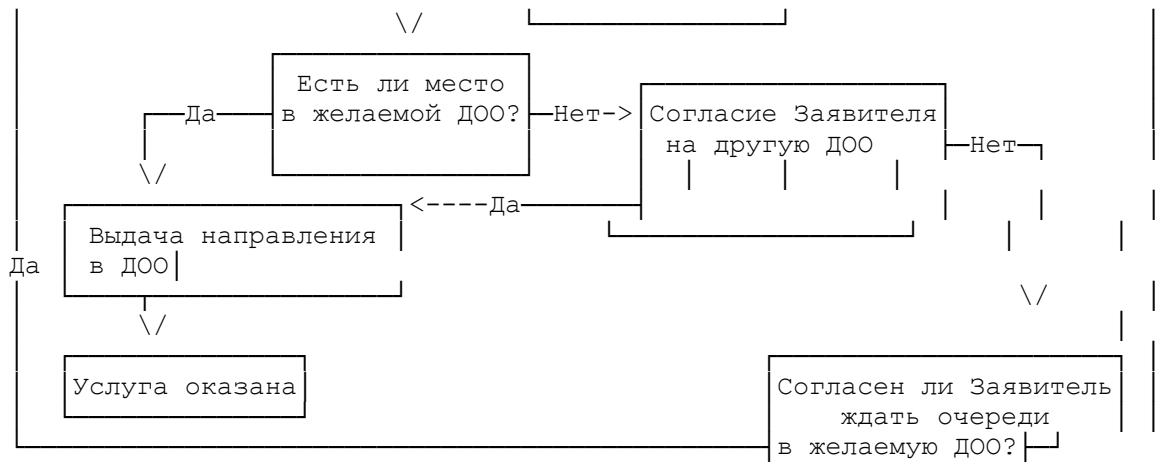 Есть ли место
Да в желаемой ДОО? Нет-> Согласие Заявителя
на другую ДОО Нет
<----Да
Выдача направления
Да в ДОО
Услуга оказана Согласен ли Заявитель
ждать очереди
в желаемую ДОО?